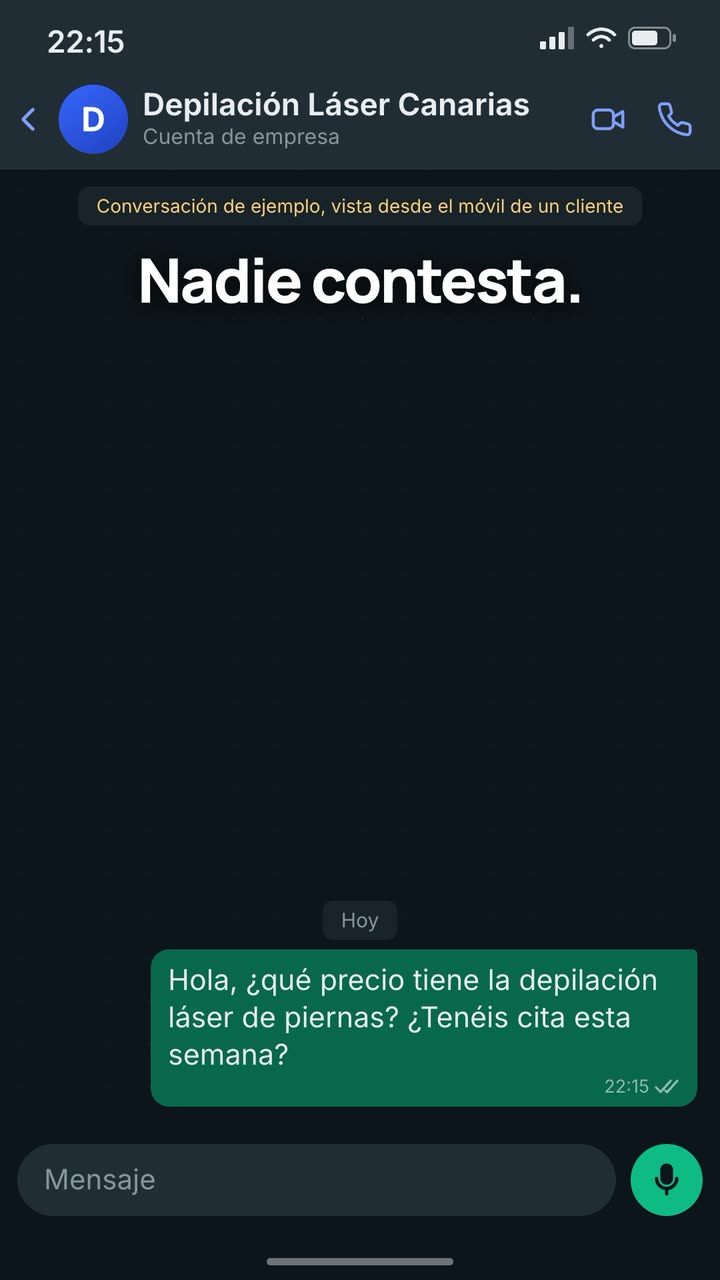 22:15
D
Depilación Láser Canarias
Cuenta de empresa
Conversación de ejemplo, vista desde el móvil de un cliente
Nadie contesta.
Hoy
Hola, ¿qué precio tiene la depilación
láser de piernas? ¿Tenéis cita esta
semana?
22:15
Mensaje